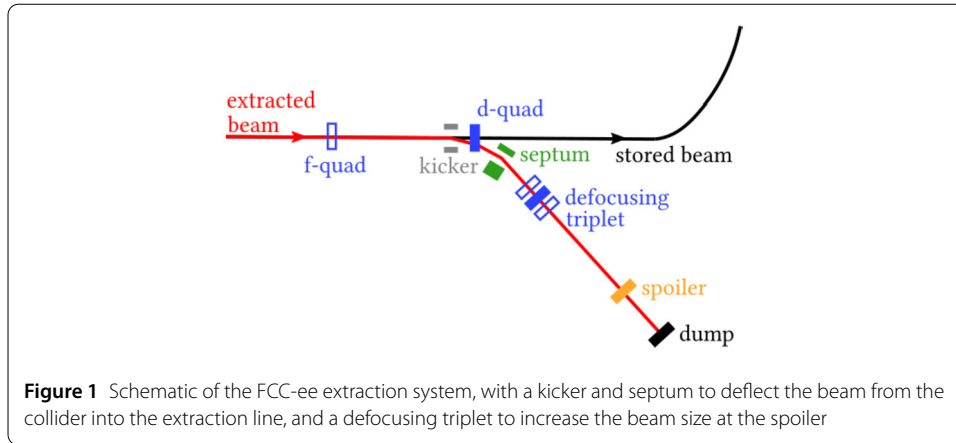 extracted
beam
f-quad
kicker
d-quad
septum
stored beam
defocusing
triplet
spoiler
dump
Figure 1 Schematic of the FCC-ee extraction system, with a kicker and septum to deflect the beam from the
collider into the extraction line, and a defocusing triplet to increase the beam size at the spoiler